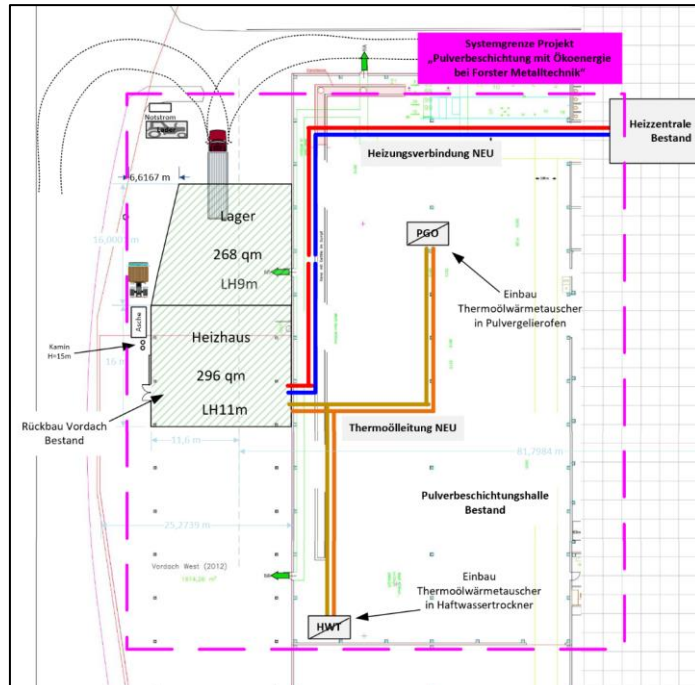 Systemgrenze Projekt
„Pulverbeschichtung mit Ökoenergie
bei Forster Metalltechnik“
Notstrom
Lager
Heizzentrale
Bestand
Heizungsverbindung NEU
6,6167 m
Lager
268 qm
LH9m
PGO
Einbau
Thermoölwärmetauscher
in Pulvergelierofen
Asche
Kamin
H=15m
16 m
Heizhaus
296 qm
LH11m
Rückbau Vordach
Bestand
Thermoölleitung NEU
11,6 m
81,7984 m
25,2739 m
Pulverbeschichtungshalle
Bestand
Vordach West (2012)
Einbau
Thermoölwärmetauscher
in Haftwassertrockner
HWT